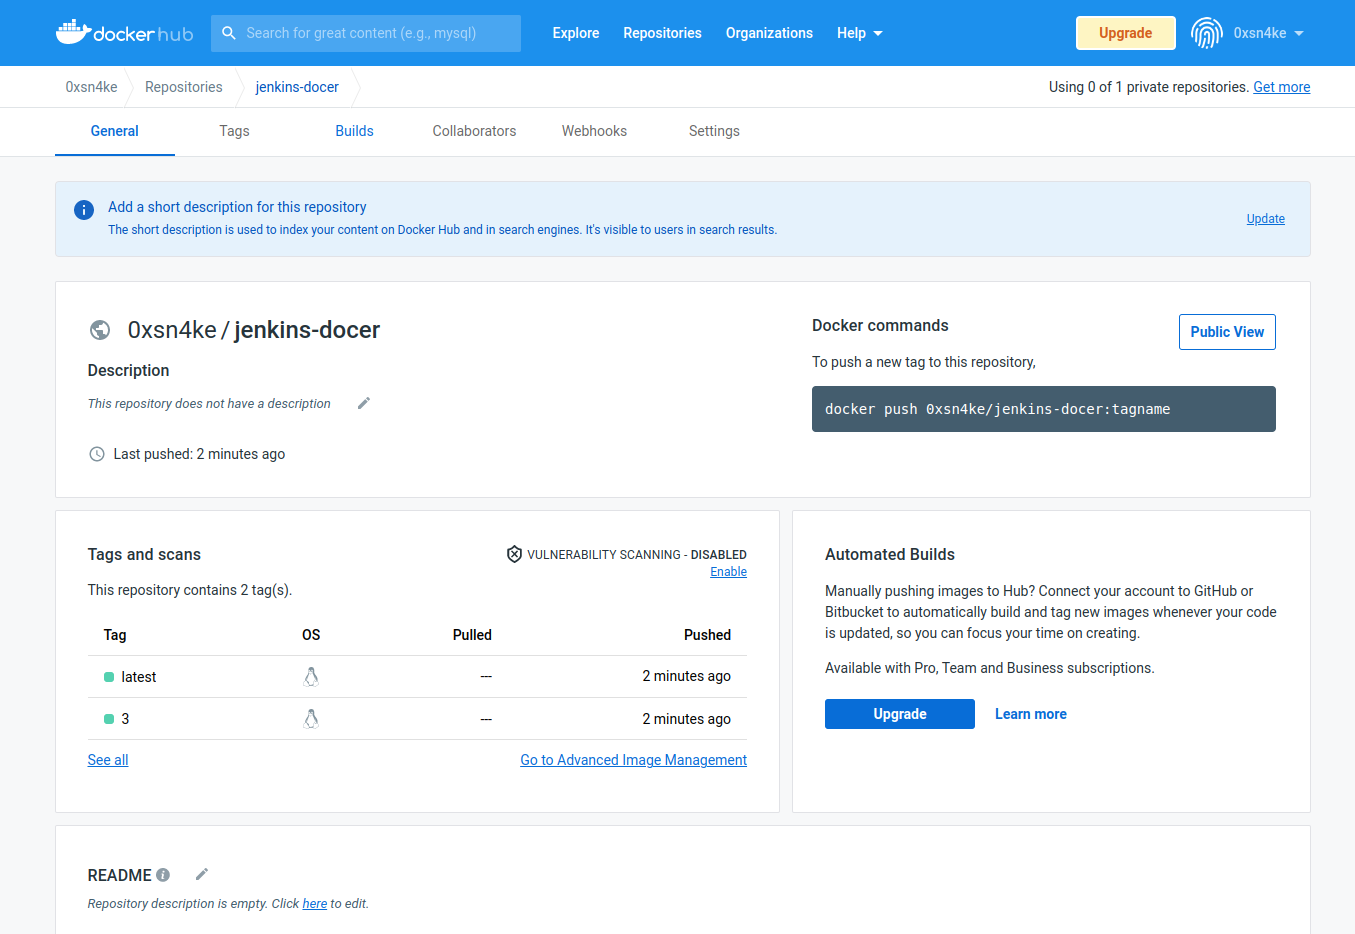 docker hub
Search for great content (e.g., mysql)
Explore
Repositories
Organizations
Help
Upgrade
0xsn4ke
0xsn4ke
Repositories
jenkins-docer
Using 0 of 1 private repositories. Get more
General
Tags
Builds
Collaborators
Webhooks
Settings
Add a short description for this repository
The short description is used to index your content on Docker Hub and in search engines. It's visible to users in search results.
Update
0xsn4ke / jenkins-docer
Description
This repository does not have a description
Last pushed: 2 minutes ago
Docker commands
Public View
To push a new tag to this repository,
docker push 0xsn4ke/jenkins-docer:tagname
Tags and scans
VULNERABILITY SCANNING - DISABLED
Enable
This repository contains 2 tag(s).
Tag OS Pulled Pushed
latest --- 2 minutes ago
3 --- 2 minutes ago
See all
Go to Advanced Image Management
Automated Builds
Manually pushing images to Hub? Connect your account to GitHub or
Bitbucket to automatically build and tag new images whenever your code
is updated, so you can focus your time on creating.
Available with Pro, Team and Business subscriptions.
Upgrade
Learn more
README
Repository description is empty. Click here to edit.